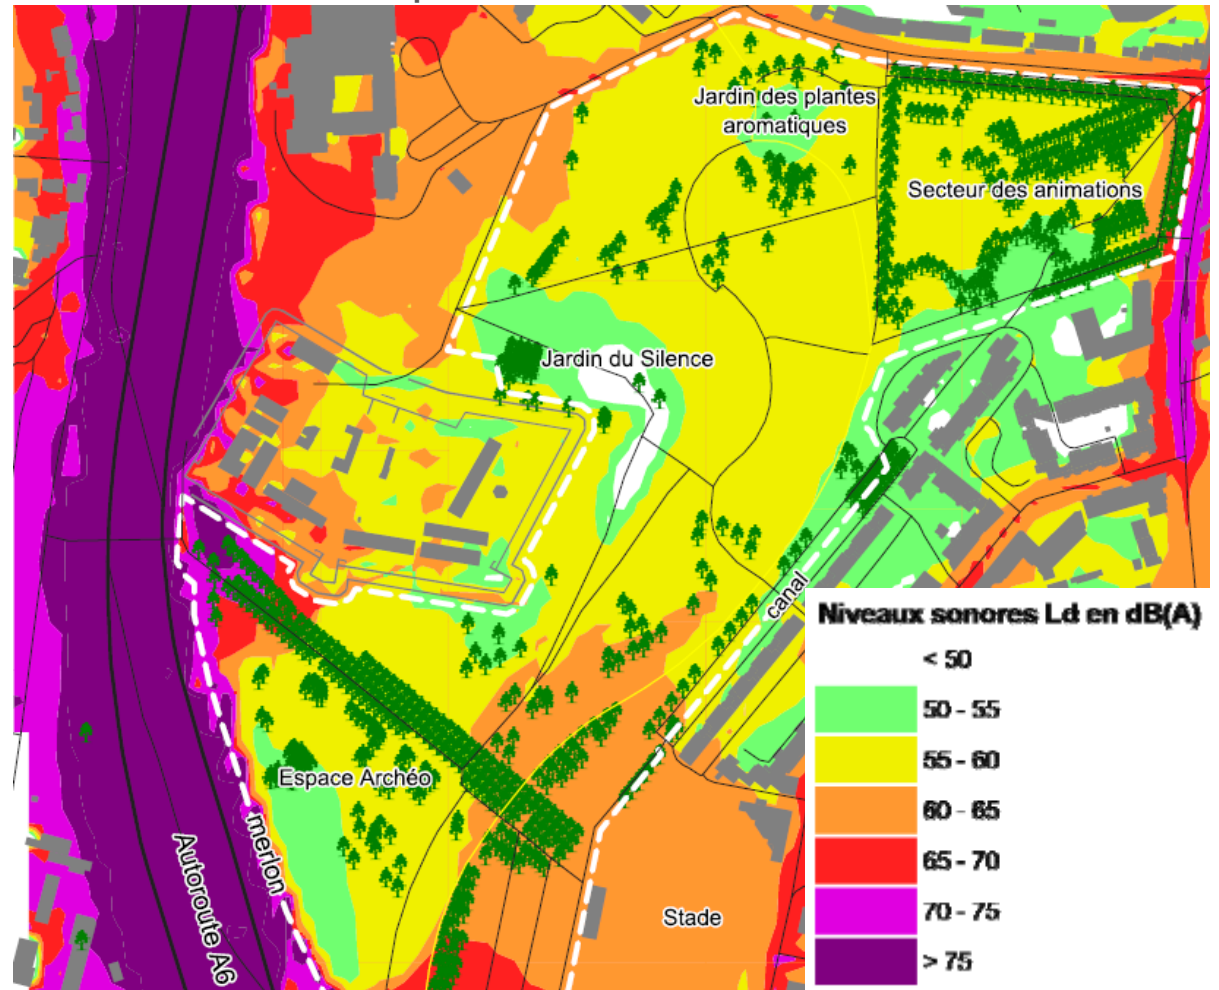 Jardin des plantes
aromatiques
Secteur des animations
Jardin du Silence
canal
Espace Archéo
merlon
Autoroute A6
Stade
Niveaux sonores Ld en dB(A)
< 50
50 - 55
55 - 60
60 - 65
65 - 70
70 - 75
> 75